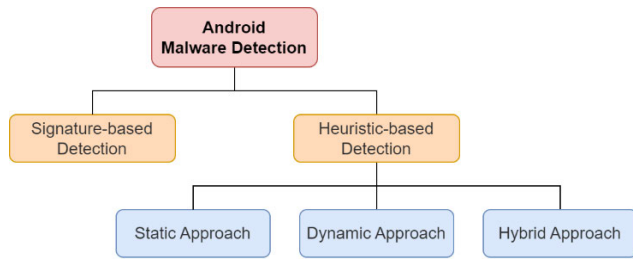 Android
Malware Detection
Signature-based
Detection
Heuristic-based
Detection
Static Approach
Dynamic Approach
Hybrid Approach